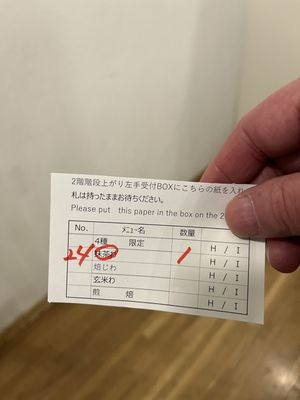 2階階段上がり左手受付BOXにこちらの紙を入れ
札は持ったままお待ちください。
Please put this paper in the box on the 2
No. メニュー名 数量
4種 限定 H / I
24 1 H / I
焙じわ H / I
玄米わ H / I
煎 焙 H / I